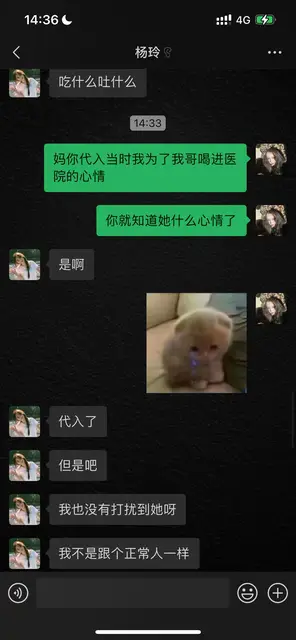 14:36
4G
杨玲
吃什么吐什么
14:33
妈你代入当时我为了我哥喝进医
院的心情
你就知道她什么心情了
是啊
代入了
但是吧
我也没有打扰到她呀
我不是跟个正常人一样